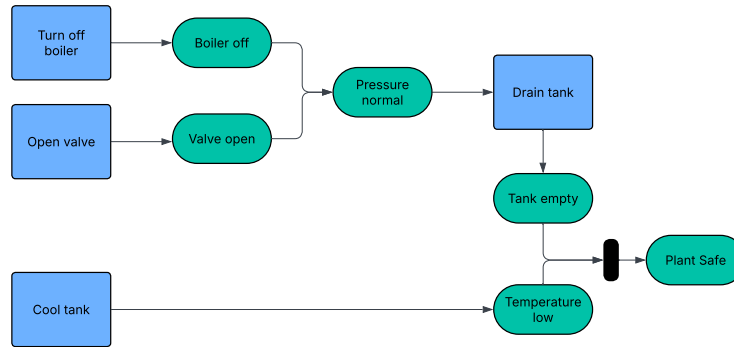 Turn off
boiler
Boiler off
Pressure
normal
Drain tank
Open valve
Valve open
Tank empty
Plant Safe
Cool tank
Temperature
low